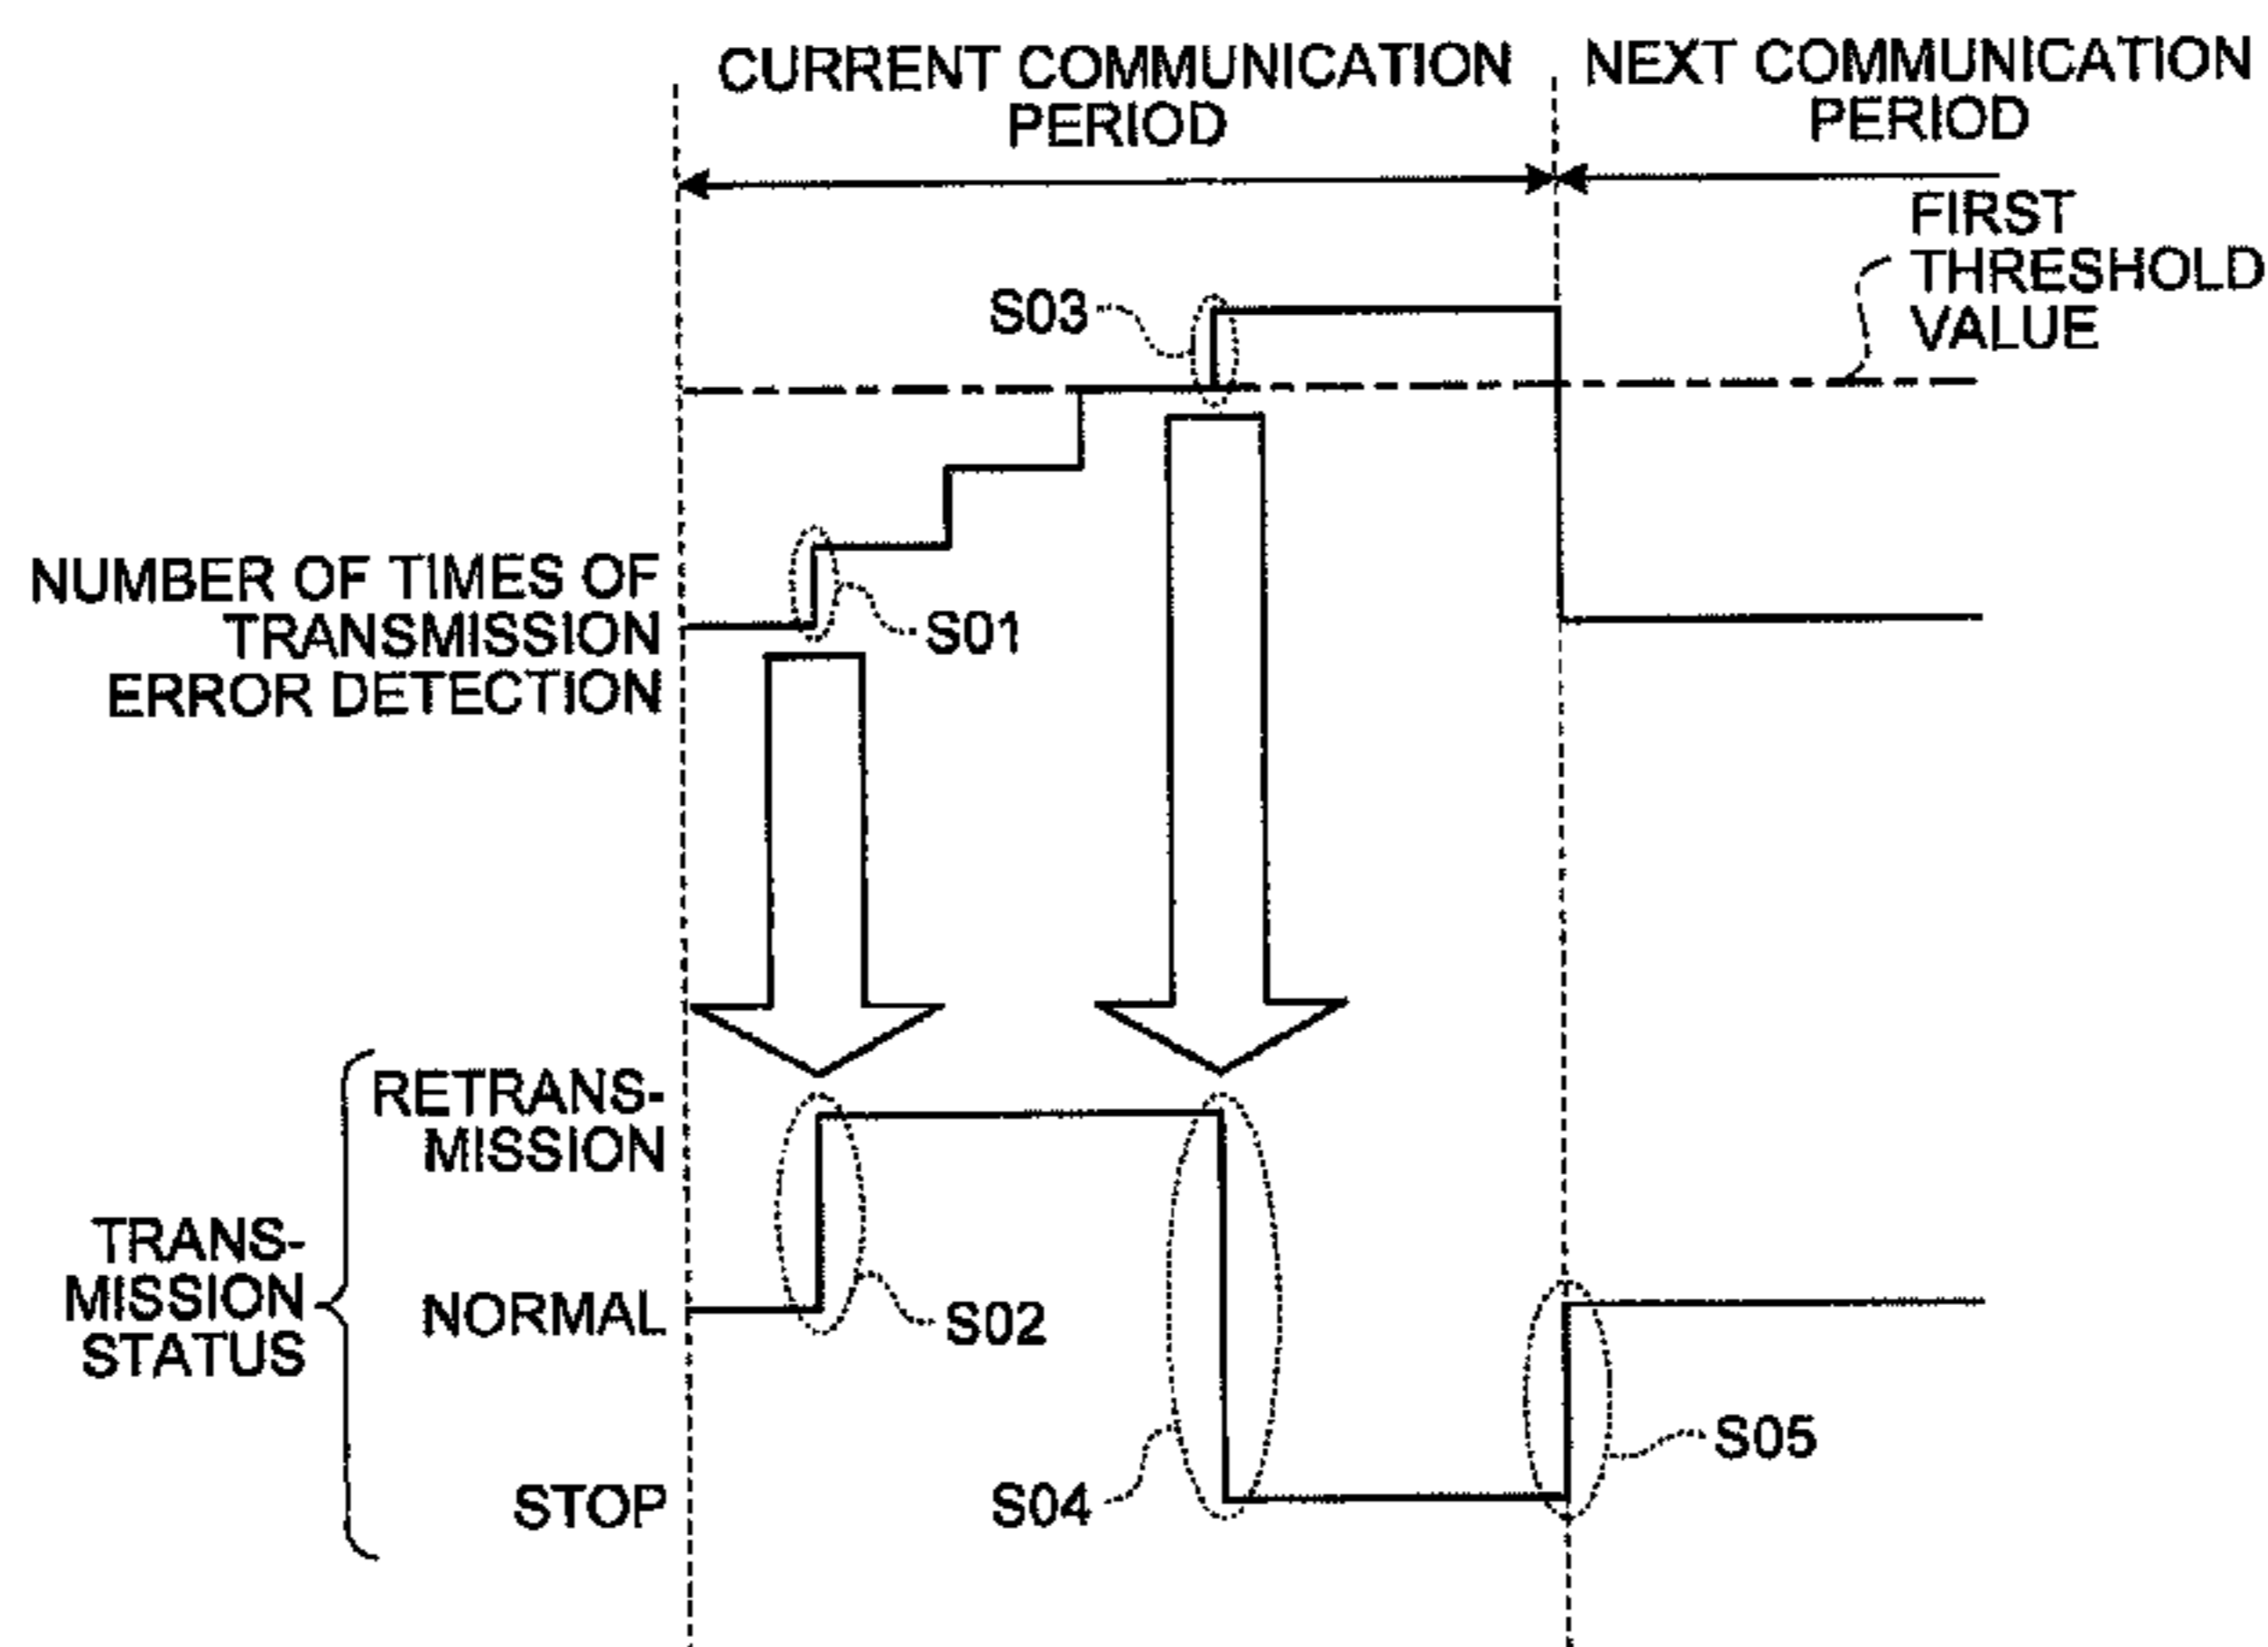 CURRENT COMMUNICATION
PERIOD
NEXT COMMUNICATION
PERIOD
FIRST
THRESHOLD
VALUE
S03
NUMBER OF TIMES OF
TRANSMISSION
ERROR DETECTION
S01
RETRANS-
MISSION
TRANS-
MISSION
STATUS
NORMAL
S02
STOP
S04
S05